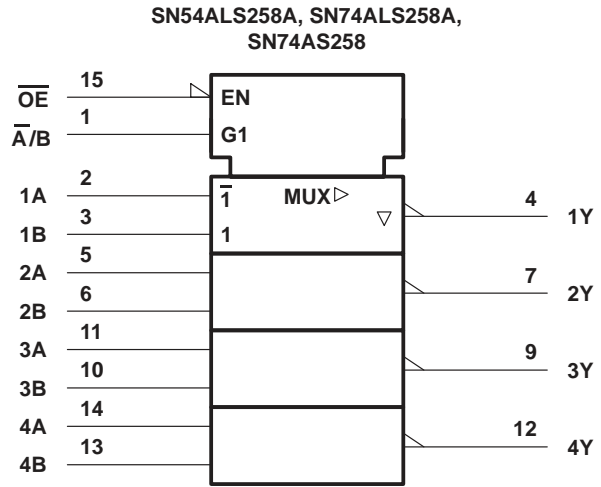 SN54ALS258A, SN74ALS258A,
SN74AS258
O̅E̅ 15 EN
A̅/B 1 G1
1A 2 1̅ MUX▷ 4 1Y
1B 3 1 ▽
2A 5 7 2Y
2B 6
3A 11 9 3Y
3B 10
4A 14 12 4Y
4B 13